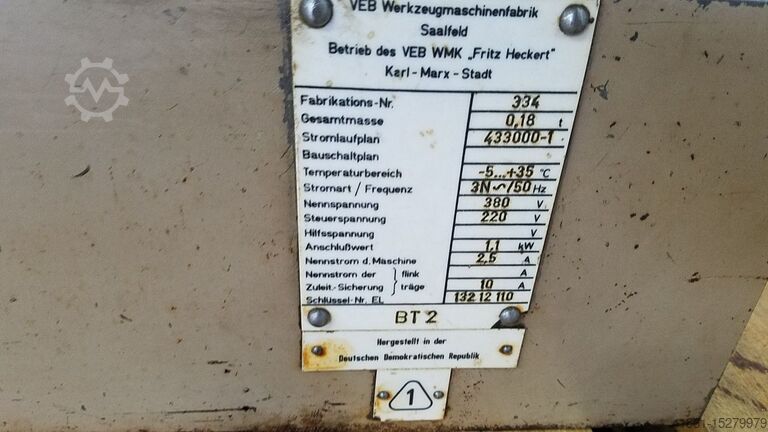 VEB Werkzeugmaschinenfabrik
Saalfeld
Betrieb des VEB WMK „Fritz Heckert"
Karl-Marx-Stadt
Fabrikations-Nr. 334
Gesamtmasse 0,18 t
Stromlaufplan 433000-1
Bauschaltplan
Temperaturbereich -5...+35 °C
Stromart / Frequenz 3N~/50 Hz
Nennspannung 380 V
Steuerspannung 220 V
Hilfsspannung V
Anschlußwert 1,1 kW
Nennstrom d. Maschine 2,5 A
Nennstrom der flink A
Zuleit.-Sicherung träge 10 A
Schlüssel-Nr. EL 132 12 110
BT 2
Hergestellt in der
Deutschen Demokratischen Republik
1
-15279979